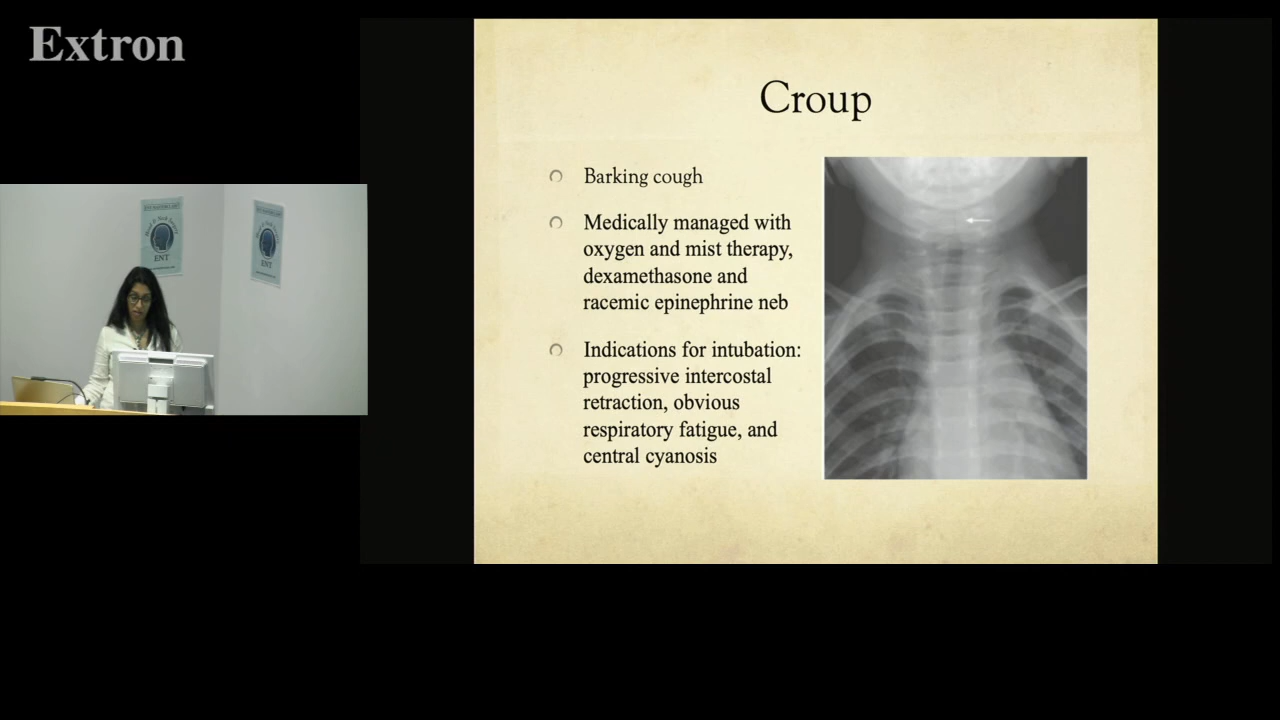 Extron
Croup
Barking cough
Medically managed with
oxygen and mist therapy,
dexamethasone and
racemic epinephrine neb
Indications for intubation:
progressive intercostal
retraction, obvious
respiratory fatigue, and
central cyanosis
ENT
ENT